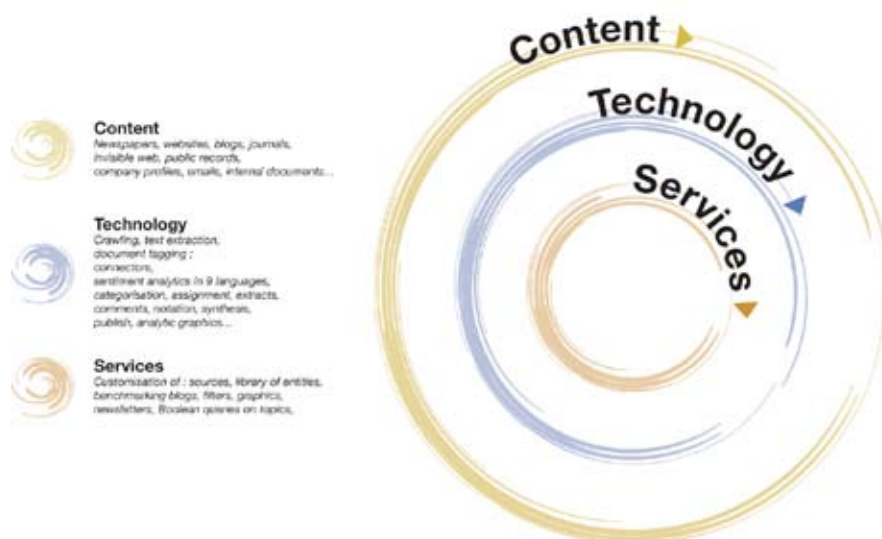 Content
Newspapers, websites, blogs, journals,
invisible web, public records,
company profiles, emails, internal documents...
Technology
Crawling, text extraction,
document tagging :
connectors,
sentiment analytics in 9 languages,
categorisation, assignment, extracts,
comments, notation, synthesis,
publish, analytic graphics...
Services
Customisation of : sources, library of entities,
benchmarking blogs, filters, graphics,
newsletters, Boolean queries on topics,
Content
Technology
Services